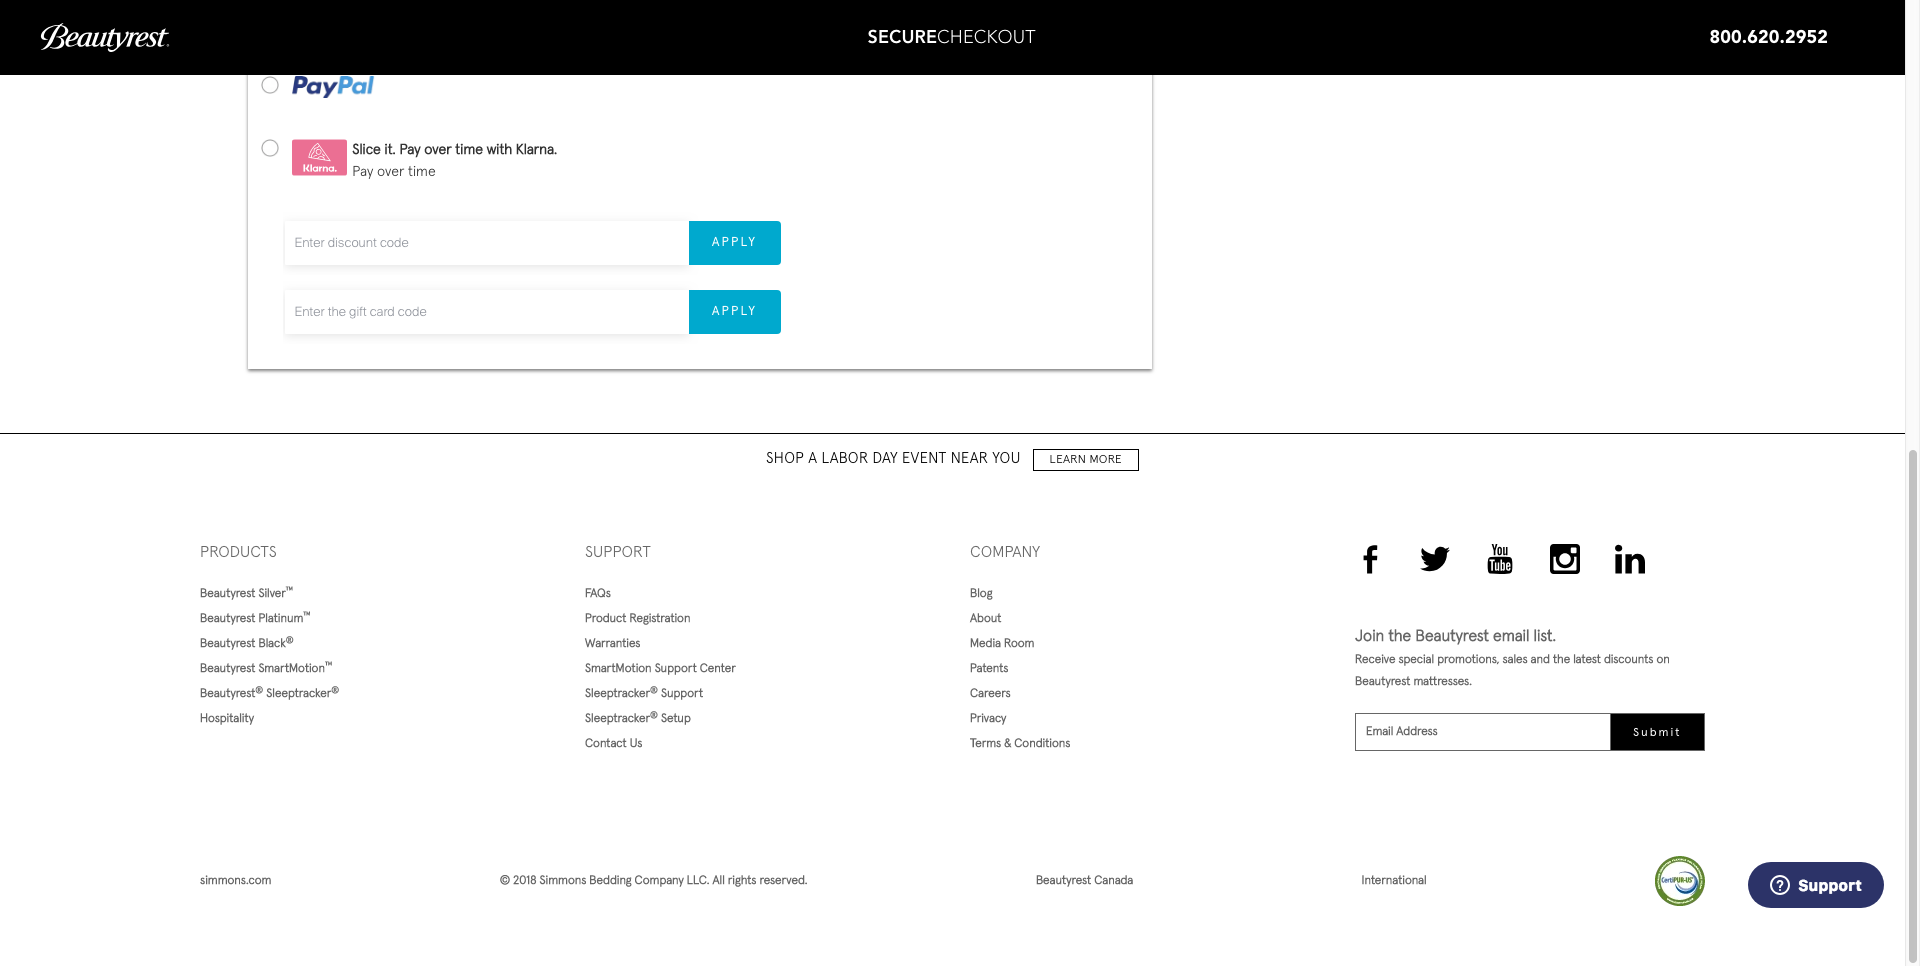 Beautyrest
SECURECHECKOUT
800.620.2952
PayPal
Klarna.
Slice it. Pay over time with Klarna.
Pay over time
Enter discount code
APPLY
Enter the gift card code
APPLY
SHOP A LABOR DAY EVENT NEAR YOU
LEARN MORE
PRODUCTS
Beautyrest Silver™
Beautyrest Platinum™
Beautyrest Black®
Beautyrest SmartMotion™
Beautyrest® Sleeptracker®
Hospitality
SUPPORT
FAQs
Product Registration
Warranties
SmartMotion Support Center
Sleeptracker® Support
Sleeptracker® Setup
Contact Us
COMPANY
Blog
About
Media Room
Patents
Careers
Privacy
Terms & Conditions
You
Tube
Join the Beautyrest email list.
Receive special promotions, sales and the latest discounts on
Beautyrest mattresses.
Email Address
Submit
simmons.com
© 2018 Simmons Bedding Company LLC. All rights reserved.
Beautyrest Canada
International
CertiPUR-US
Support